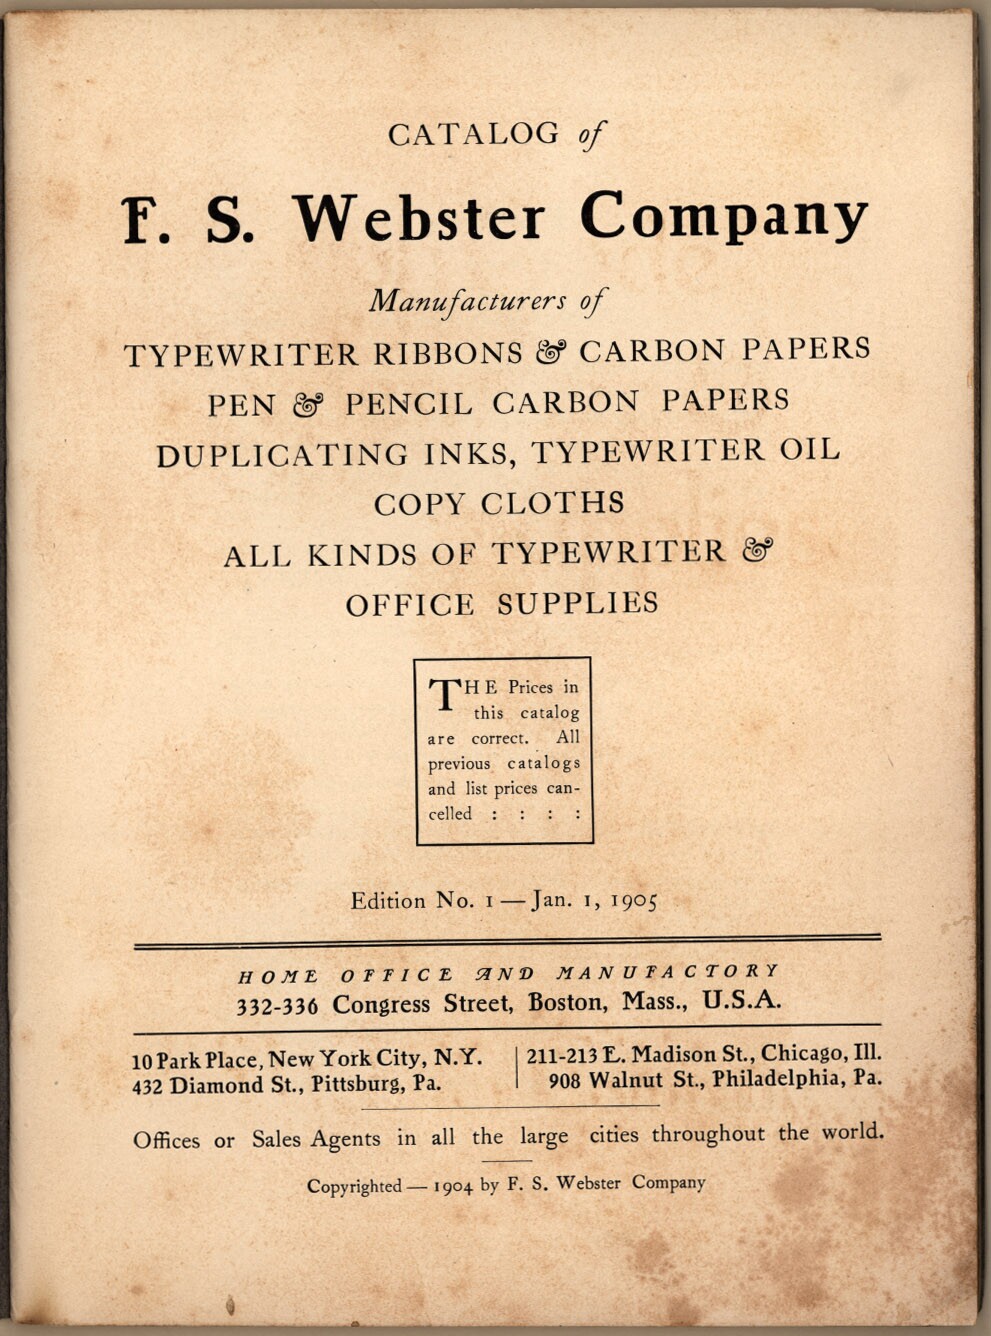 CATALOG of
F. S. Webster Company
Manufacturers of
TYPEWRITER RIBBONS & CARBON PAPERS
PEN & PENCIL CARBON PAPERS
DUPLICATING INKS, TYPEWRITER OIL
COPY CLOTHS
ALL KINDS OF TYPEWRITER &
OFFICE SUPPLIES
THE Prices in
this catalog
are correct. All
previous catalogs
and list prices can-
celled : : : :
Edition No. 1 — Jan. 1, 1905
HOME OFFICE AND MANUFACTORY
332-336 Congress Street, Boston, Mass., U.S.A.
10 Park Place, New York City, N.Y.
432 Diamond St., Pittsburg, Pa.
211-213 E. Madison St., Chicago, Ill.
908 Walnut St., Philadelphia, Pa.
Offices or Sales Agents in all the large cities throughout the world.
Copyrighted — 1904 by F. S. Webster Company